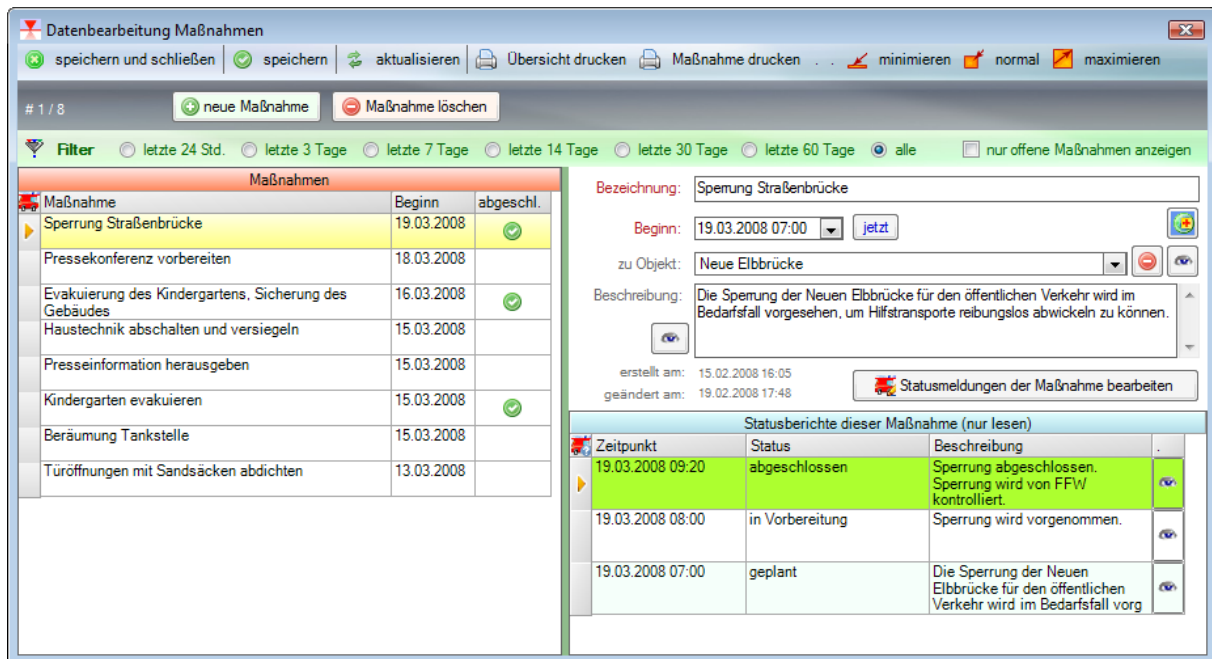 Datenbearbeitung Maßnahmen
speichern und schließen speichern aktualisieren Übersicht drucken Maßnahme drucken . . minimieren normal maximieren
# 1 / 8 neue Maßnahme Maßnahme löschen
Filter letzte 24 Std. letzte 3 Tage letzte 7 Tage letzte 14 Tage letzte 30 Tage letzte 60 Tage alle nur offene Maßnahmen anzeigen
Maßnahmen
Maßnahme Beginn abgeschl.
Sperrung Straßenbrücke 19.03.2008
Pressekonferenz vorbereiten 18.03.2008
Evakuierung des Kindergartens, Sicherung des 16.03.2008
Gebäudes
Haustechnik abschalten und versiegeln 15.03.2008
Presseinformation herausgeben 15.03.2008
Kindergarten evakuieren 15.03.2008
Beräumung Tankstelle 15.03.2008
Türöffnungen mit Sandsäcken abdichten 13.03.2008
Bezeichnung: Sperrung Straßenbrücke
Beginn: 19.03.2008 07:00 jetzt
zu Objekt: Neue Elbbrücke
Beschreibung: Die Sperrung der Neuen Elbbrücke für den öffentlichen Verkehr wird im
Bedarfsfall vorgesehen, um Hilfstransporte reibungslos abwickeln zu können.
erstellt am: 15.02.2008 16:05
geändert am: 19.02.2008 17:48
Statusmeldungen der Maßnahme bearbeiten
Statusberichte dieser Maßnahme (nur lesen)
Zeitpunkt Status Beschreibung .
19.03.2008 09:20 abgeschlossen Sperrung abgeschlossen.
Sperrung wird von FFW
kontrolliert.
19.03.2008 08:00 in Vorbereitung Sperrung wird vorgenommen.
19.03.2008 07:00 geplant Die Sperrung der Neuen
Elbbrücke für den öffentlichen
Verkehr wird im Bedarfsfall vorg